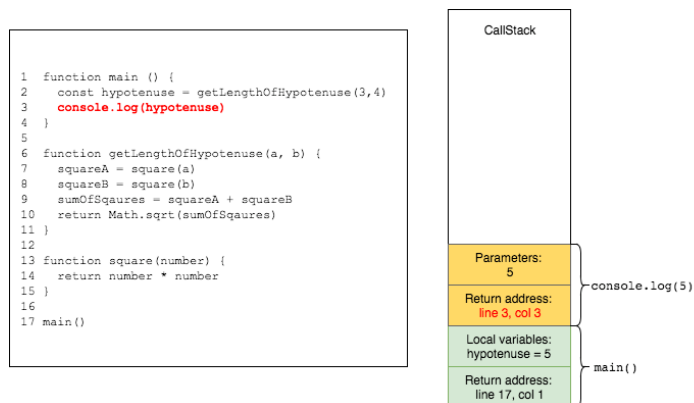 1 function main () {
2 const hypotenuse = getLengthOfHypotenuse(3,4)
3 console.log(hypotenuse)
4 }
5
6 function getLengthOfHypotenuse(a, b) {
7 squareA = square(a)
8 squareB = square(b)
9 sumOfSqaures = squareA + squareB
10 return Math.sqrt(sumOfSqaures)
11 }
12
13 function square(number) {
14 return number * number
15 }
16
17 main()
CallStack
Parameters:
5
Return address:
line 3, col 3
console.log(5)
Local variables:
hypotenuse = 5
Return address:
line 17, col 1
main()